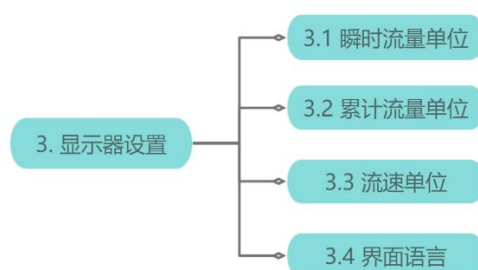 3.1 瞬时流量单位
3.2 累计流量单位
3. 显示器设置
3.3 流速单位
3.4 界面语言